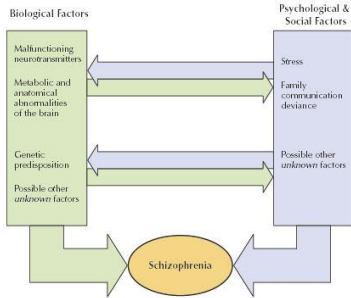 Biological Factors
Malfunctioning
neurotransmitters
Metabolic and
anatomical
abnormalities
of the brain
Genetic
predisposition
Possible other
unknown factors
Psychological &
Social Factors
Stress
Family
communication
deviance
Possible other
unknown factors
Schizophrenia